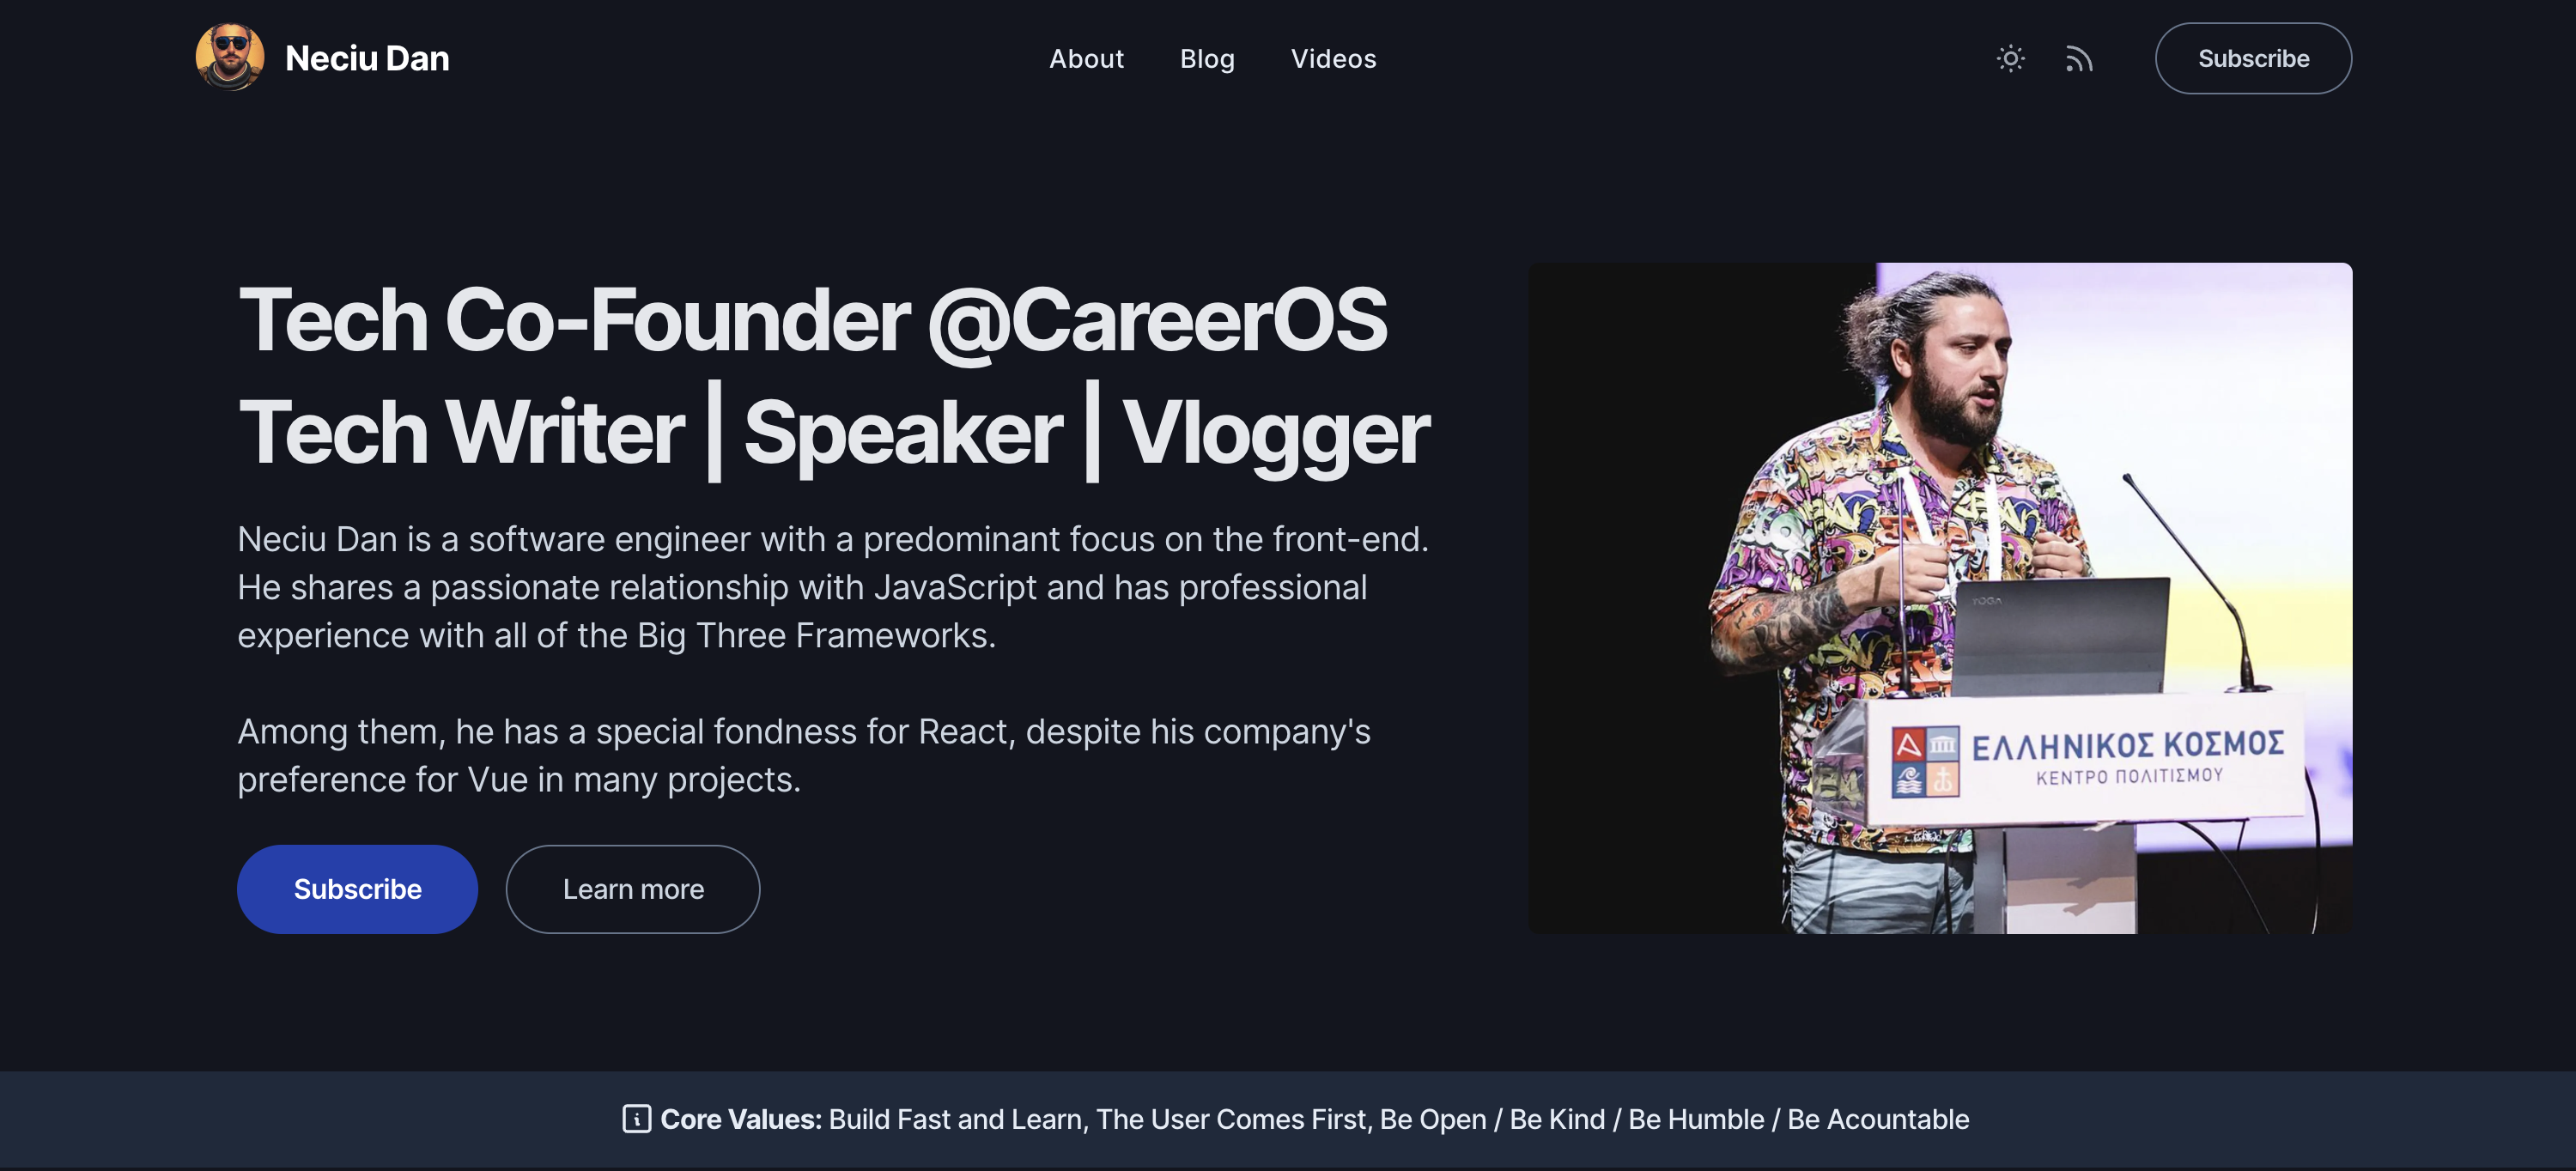 Neciu Dan
About Blog Videos
Subscribe
Tech Co-Founder @CareerOS
Tech Writer | Speaker | Vlogger
Neciu Dan is a software engineer with a predominant focus on the front-end.
He shares a passionate relationship with JavaScript and has professional
experience with all of the Big Three Frameworks.
Among them, he has a special fondness for React, despite his company's
preference for Vue in many projects.
Subscribe
Learn more
YOGA
ΕΛΛΗΝΙΚΟΣ ΚΟΣΜΟΣ
ΚΕΝΤΡΟ ΠΟΛΙΤΙΣΜΟΥ
Core Values: Build Fast and Learn, The User Comes First, Be Open / Be Kind / Be Humble / Be Acountable